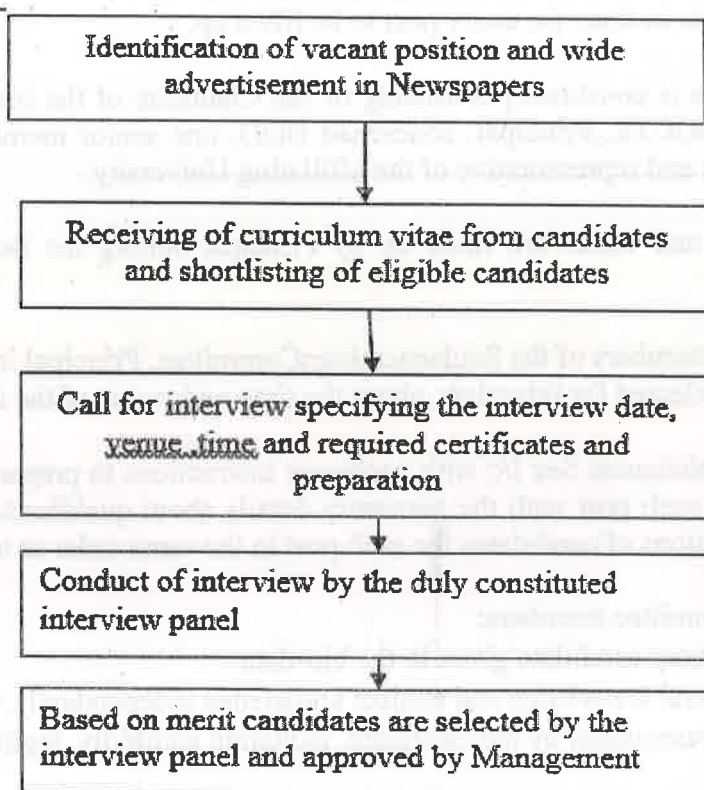 Identification of vacant position and wide
advertisement in Newspapers
Receiving of curriculum vitae from candidates
and shortlisting of eligible candidates
Call for interview specifying the interview date,
venue, time and required certificates and
preparation
Conduct of interview by the duly constituted
interview panel
Based on merit candidates are selected by the
interview panel and approved by Management